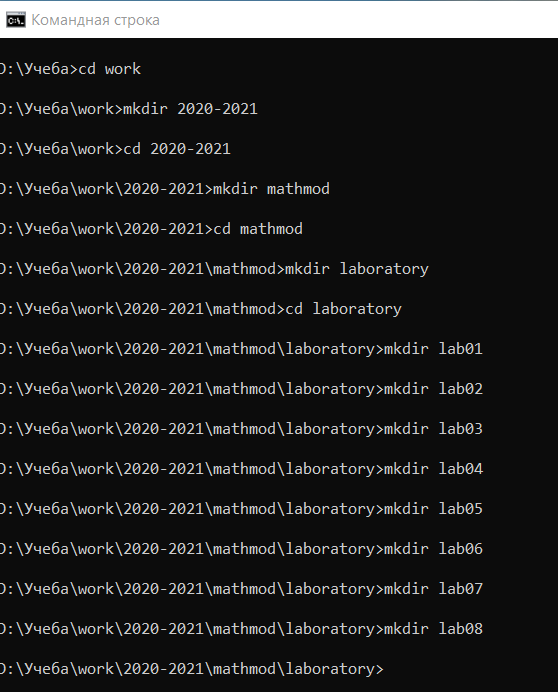 Командная строка
D:\Учеба>cd work
D:\Учеба\work>mkdir 2020-2021
D:\Учеба\work>cd 2020-2021
D:\Учеба\work\2020-2021>mkdir mathmod
D:\Учеба\work\2020-2021>cd mathmod
D:\Учеба\work\2020-2021\mathmod>mkdir laboratory
D:\Учеба\work\2020-2021\mathmod>cd laboratory
D:\Учеба\work\2020-2021\mathmod\laboratory>mkdir lab01
D:\Учеба\work\2020-2021\mathmod\laboratory>mkdir lab02
D:\Учеба\work\2020-2021\mathmod\laboratory>mkdir lab03
D:\Учеба\work\2020-2021\mathmod\laboratory>mkdir lab04
D:\Учеба\work\2020-2021\mathmod\laboratory>mkdir lab05
D:\Учеба\work\2020-2021\mathmod\laboratory>mkdir lab06
D:\Учеба\work\2020-2021\mathmod\laboratory>mkdir lab07
D:\Учеба\work\2020-2021\mathmod\laboratory>mkdir lab08
D:\Учеба\work\2020-2021\mathmod\laboratory>